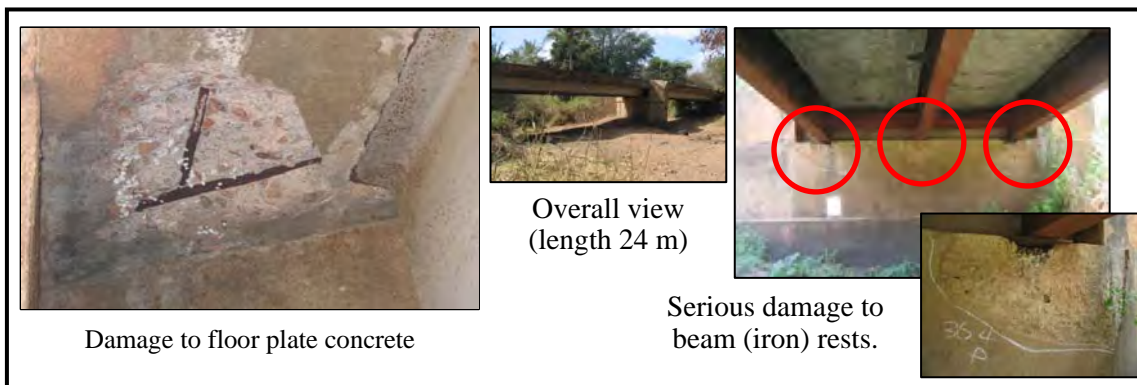 Damage to floor plate concrete
Overall view
(length 24 m)
Serious damage to
beam (iron) rests.